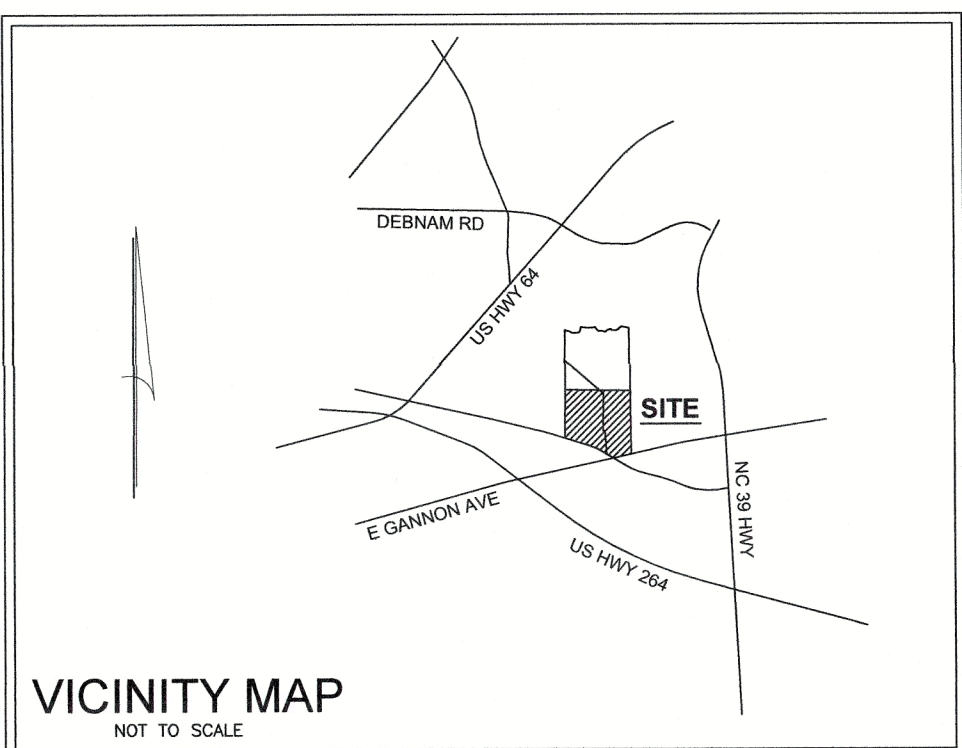 DEBNAM RD
US HWY 64
SITE
E GANNON AVE
NC 39 HWY
US HWY 264
VICINITY MAP
NOT TO SCALE